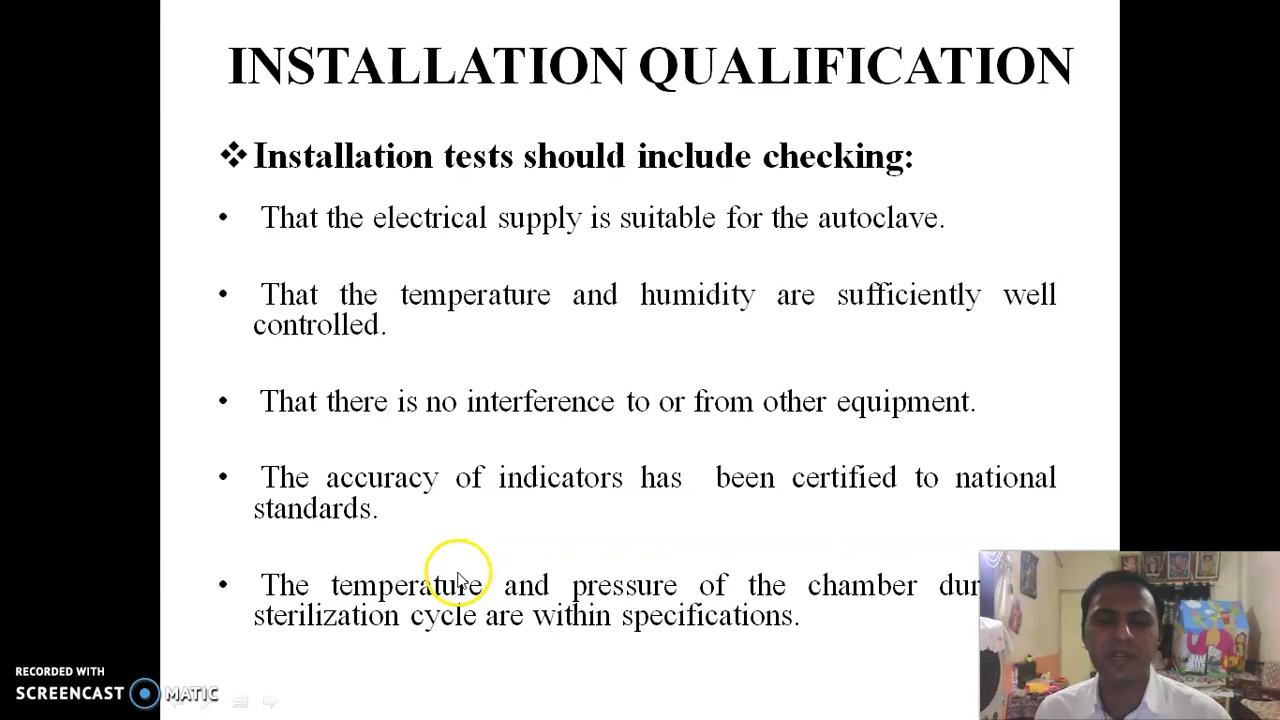 INSTALLATION QUALIFICATION
❖ Installation tests should include checking:
• That the electrical supply is suitable for the autoclave.
• That the temperature and humidity are sufficiently well
controlled.
• That there is no interference to or from other equipment.
• The accuracy of indicators has been certified to national
standards.
• The temperature and pressure of the chamber
sterilization cycle are within specifications.
RECORDED WITH
SCREENCAST MATIC